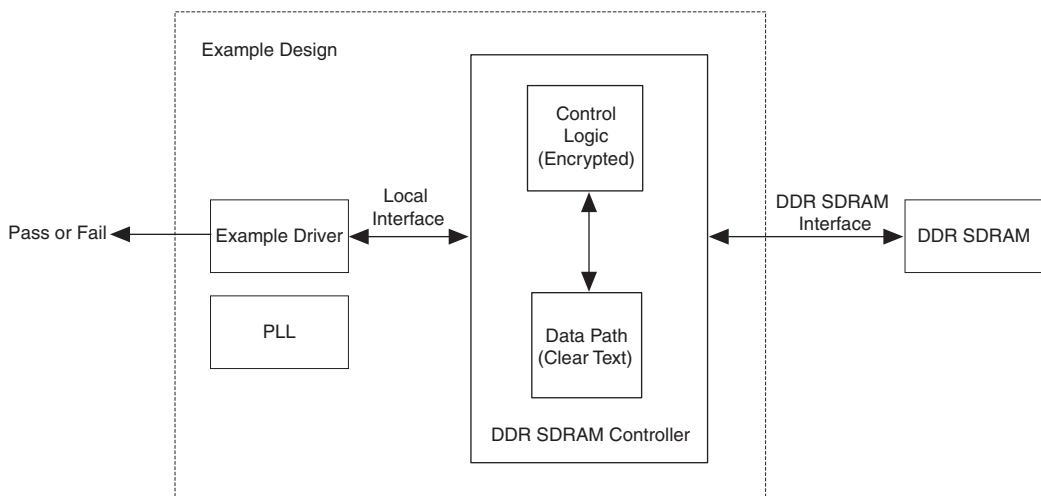 Example Design
Control
Logic
(Encrypted)
Local
Interface
DDR SDRAM
Interface
Pass or Fail
Example Driver
DDR SDRAM
PLL
Data Path
(Clear Text)
DDR SDRAM Controller